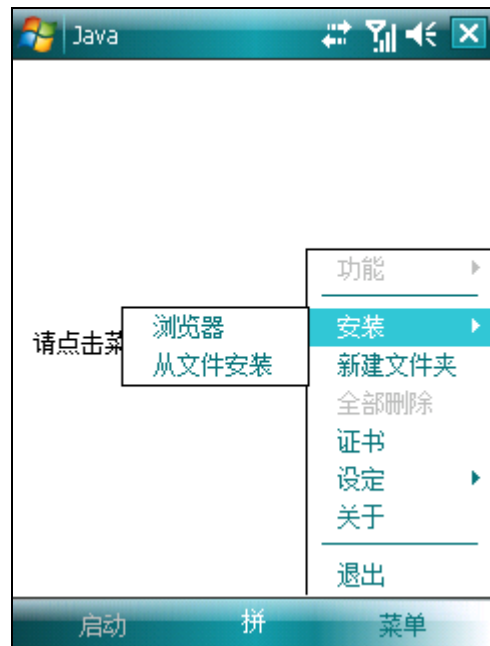 Java
功能
请点击菜
浏览器
从文件安装
安装
新建文件夹
全部删除
证书
设定
关于
退出
启动
拼
菜单